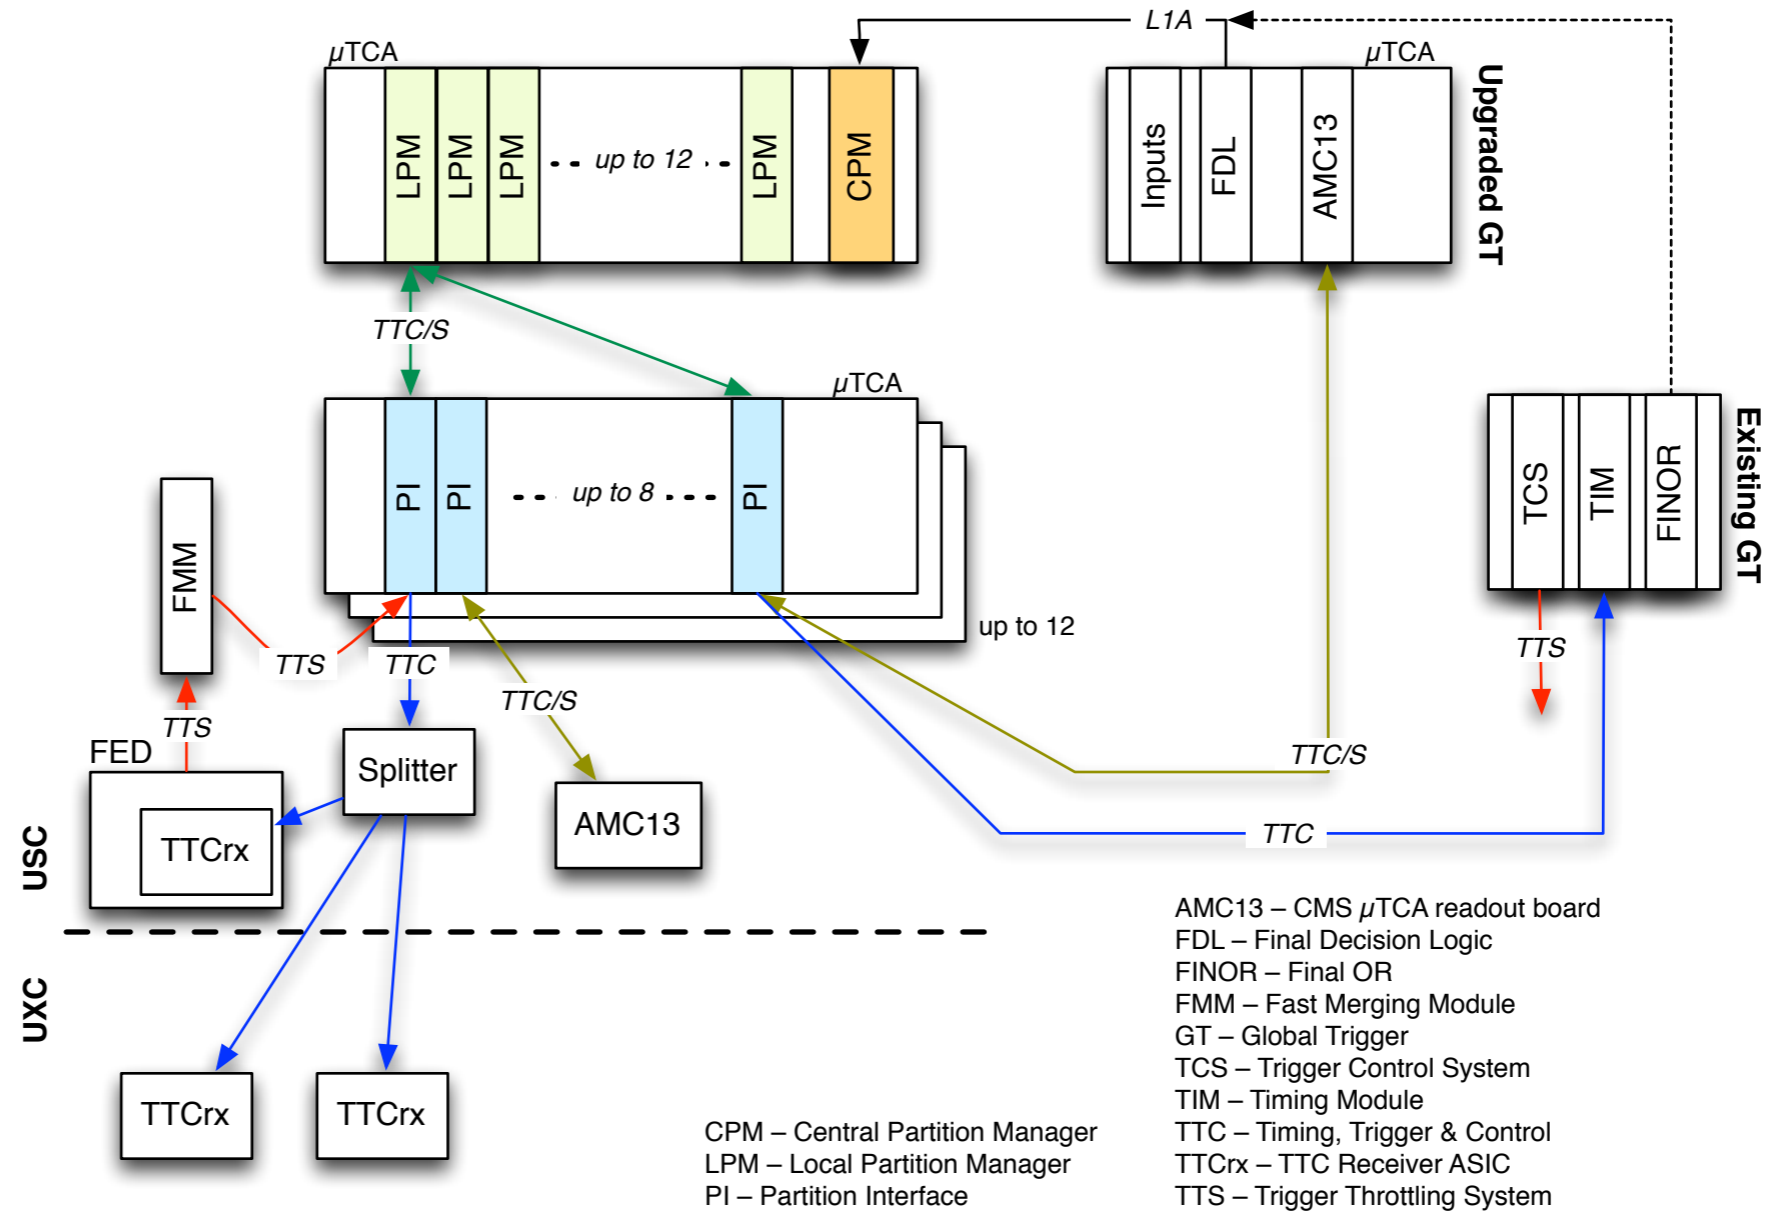 L1A
µTCA
µTCA
LPM
LPM
LPM
up to 12
LPM
CPM
Inputs
FDL
AMC13
Upgraded GT
TTC/S
µTCA
PI
PI
up to 8
PI
up to 12
TCS
TIM
FINOR
Existing GT
FMM
TTS
TTC
TTS
TTC/S
TTS
FED
TTCrx
Splitter
AMC13
TTC/S
TTC
USC
UXC
TTCrx
TTCrx
CPM – Central Partition Manager
LPM – Local Partition Manager
PI – Partition Interface
AMC13 – CMS µTCA readout board
FDL – Final Decision Logic
FINOR – Final OR
FMM – Fast Merging Module
GT – Global Trigger
TCS – Trigger Control System
TIM – Timing Module
TTC – Timing, Trigger & Control
TTCrx – TTC Receiver ASIC
TTS – Trigger Throttling System